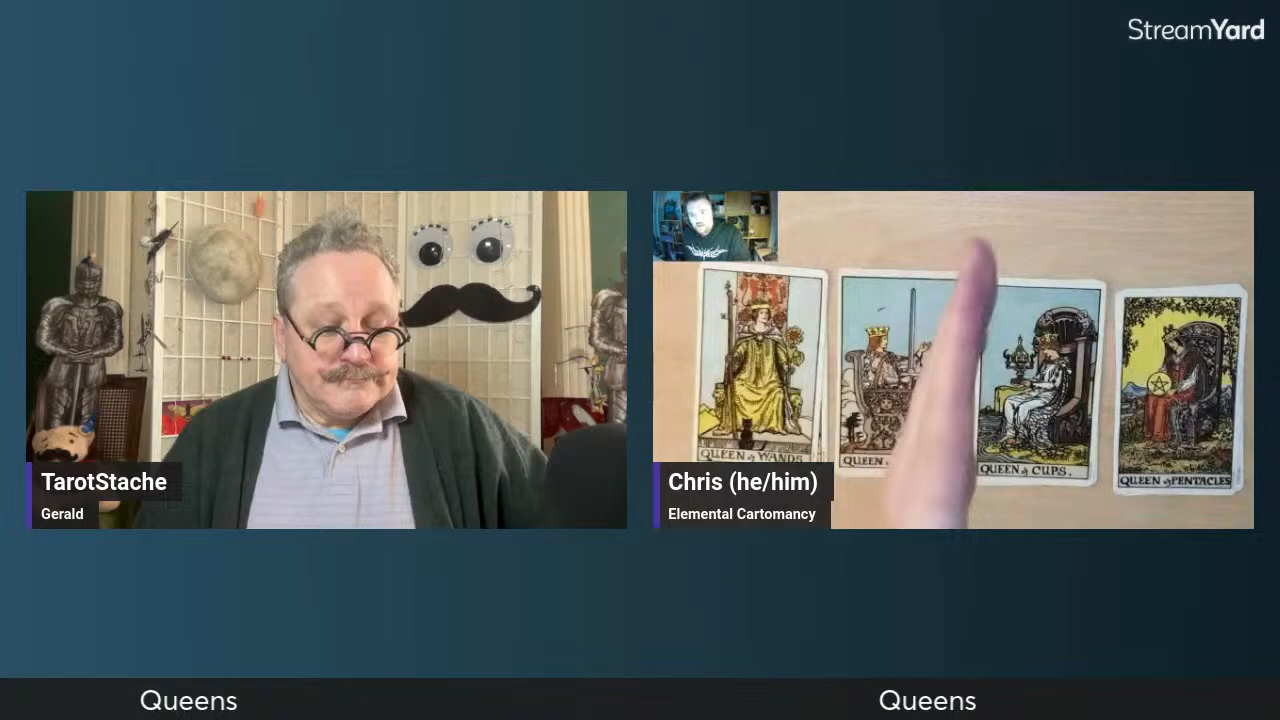 StreamYard
QUEEN of WANDS
QUEEN
QUEEN of CUPS.
QUEEN of PENTACLES
TarotStache
Gerald
Chris (he/him)
Elemental Cartomancy
Queens
Queens